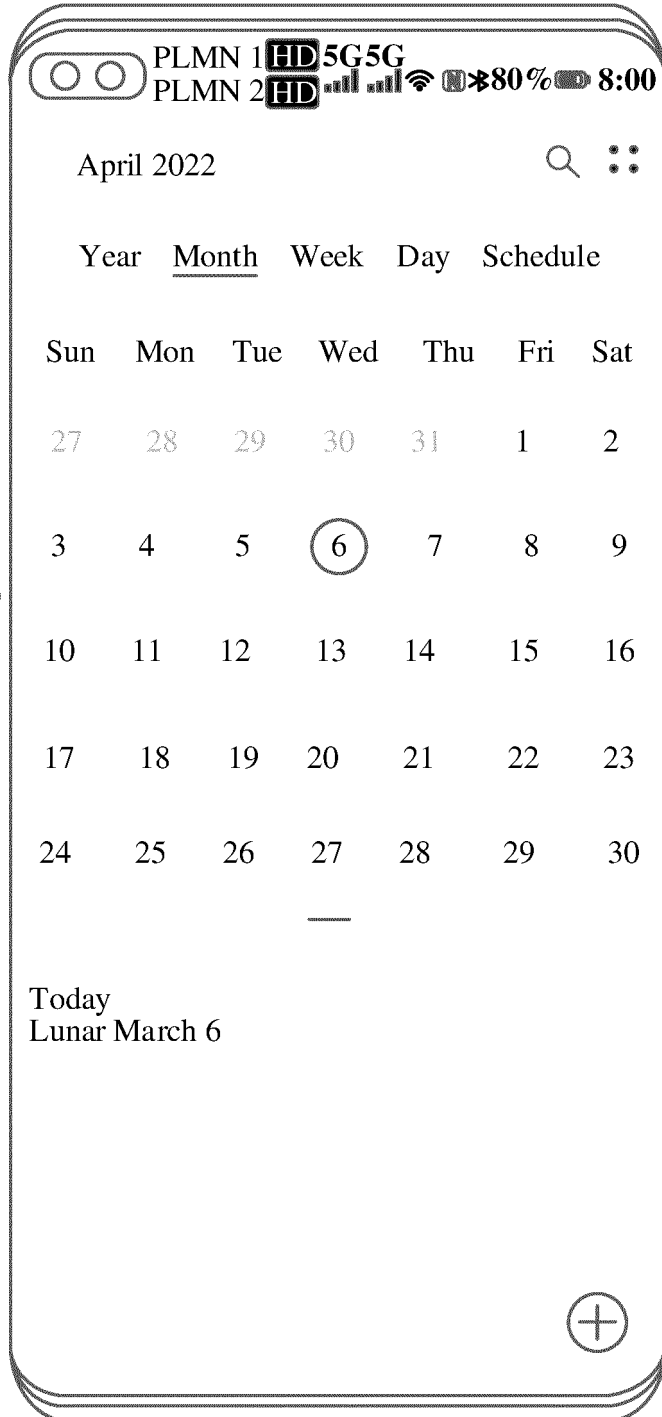 PLMN 1 HD 5G 5G
PLMN 2 HD N 80% 8:00
April 2022
Year Month Week Day Schedule
Sun Mon Tue Wed Thu Fri Sat
27 28 29 30 31 1 2
3 4 5 6 7 8 9
10 11 12 13 14 15 16
17 18 19 20 21 22 23
24 25 26 27 28 29 30
Today
Lunar March 6